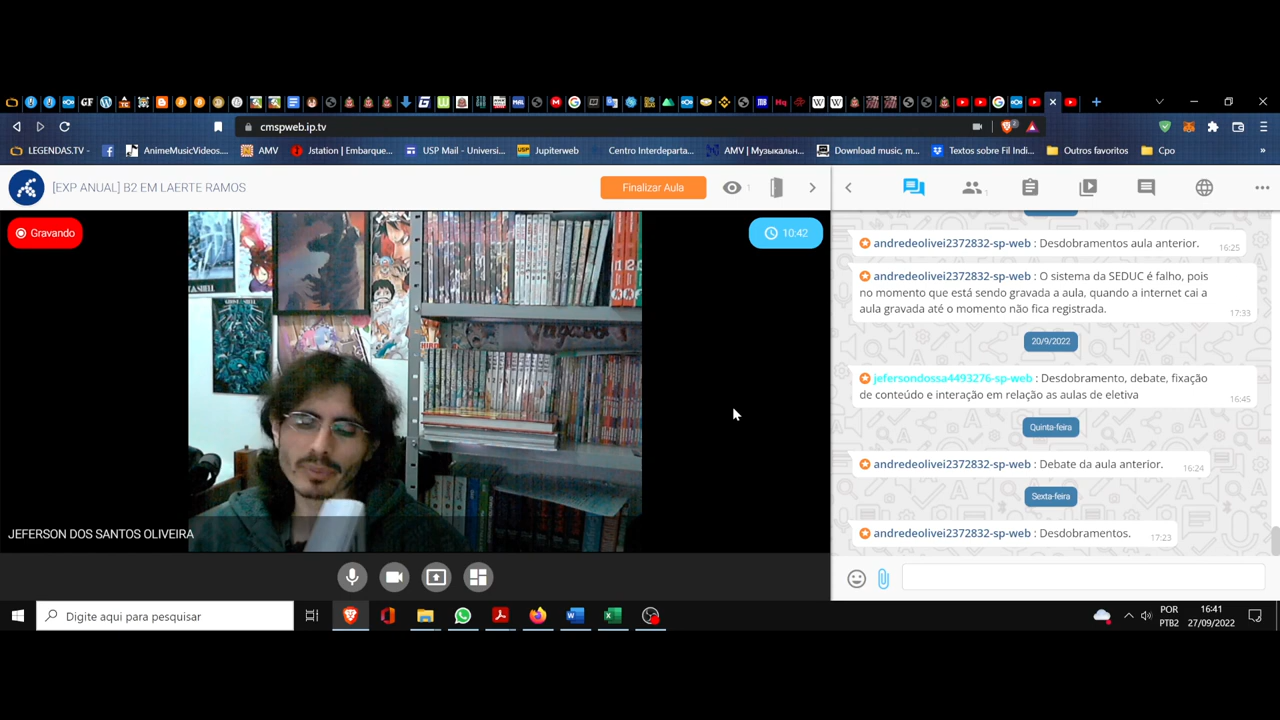 cmspweb.ip.tv
2
LEGENDAS.TV -
AnimeMusicVideos...
AMV
Jstation | Embarque...
USP Mail - Universi...
Jupiterweb
Centro Interdeparta...
AMV | Музыкальн...
Download music, m...
Textos sobre Fil Indi...
Outros favoritos
Cpo
»
[EXP ANUAL] B2 EM LAERTE RAMOS
Finalizar Aula
1
1
Gravando
10:42
JEFERSON DOS SANTOS OLIVEIRA
andredeolivei2372832-sp-web : Desdobramentos aula anterior.
16:25
andredeolivei2372832-sp-web : O sistema da SEDUC é falho, pois
no momento que está sendo gravada a aula, quando a internet cai a
aula gravada até o momento não fica registrada.
17:33
20/9/2022
jefersondossa4493276-sp-web : Desdobramento, debate, fixação
de conteúdo e interação em relação as aulas de eletiva
16:45
Quinta-feira
andredeolivei2372832-sp-web : Debate da aula anterior.
16:24
Sexta-feira
andredeolivei2372832-sp-web : Desdobramentos.
17:23
Digite aqui para pesquisar
POR
PTB2
16:41
27/09/2022